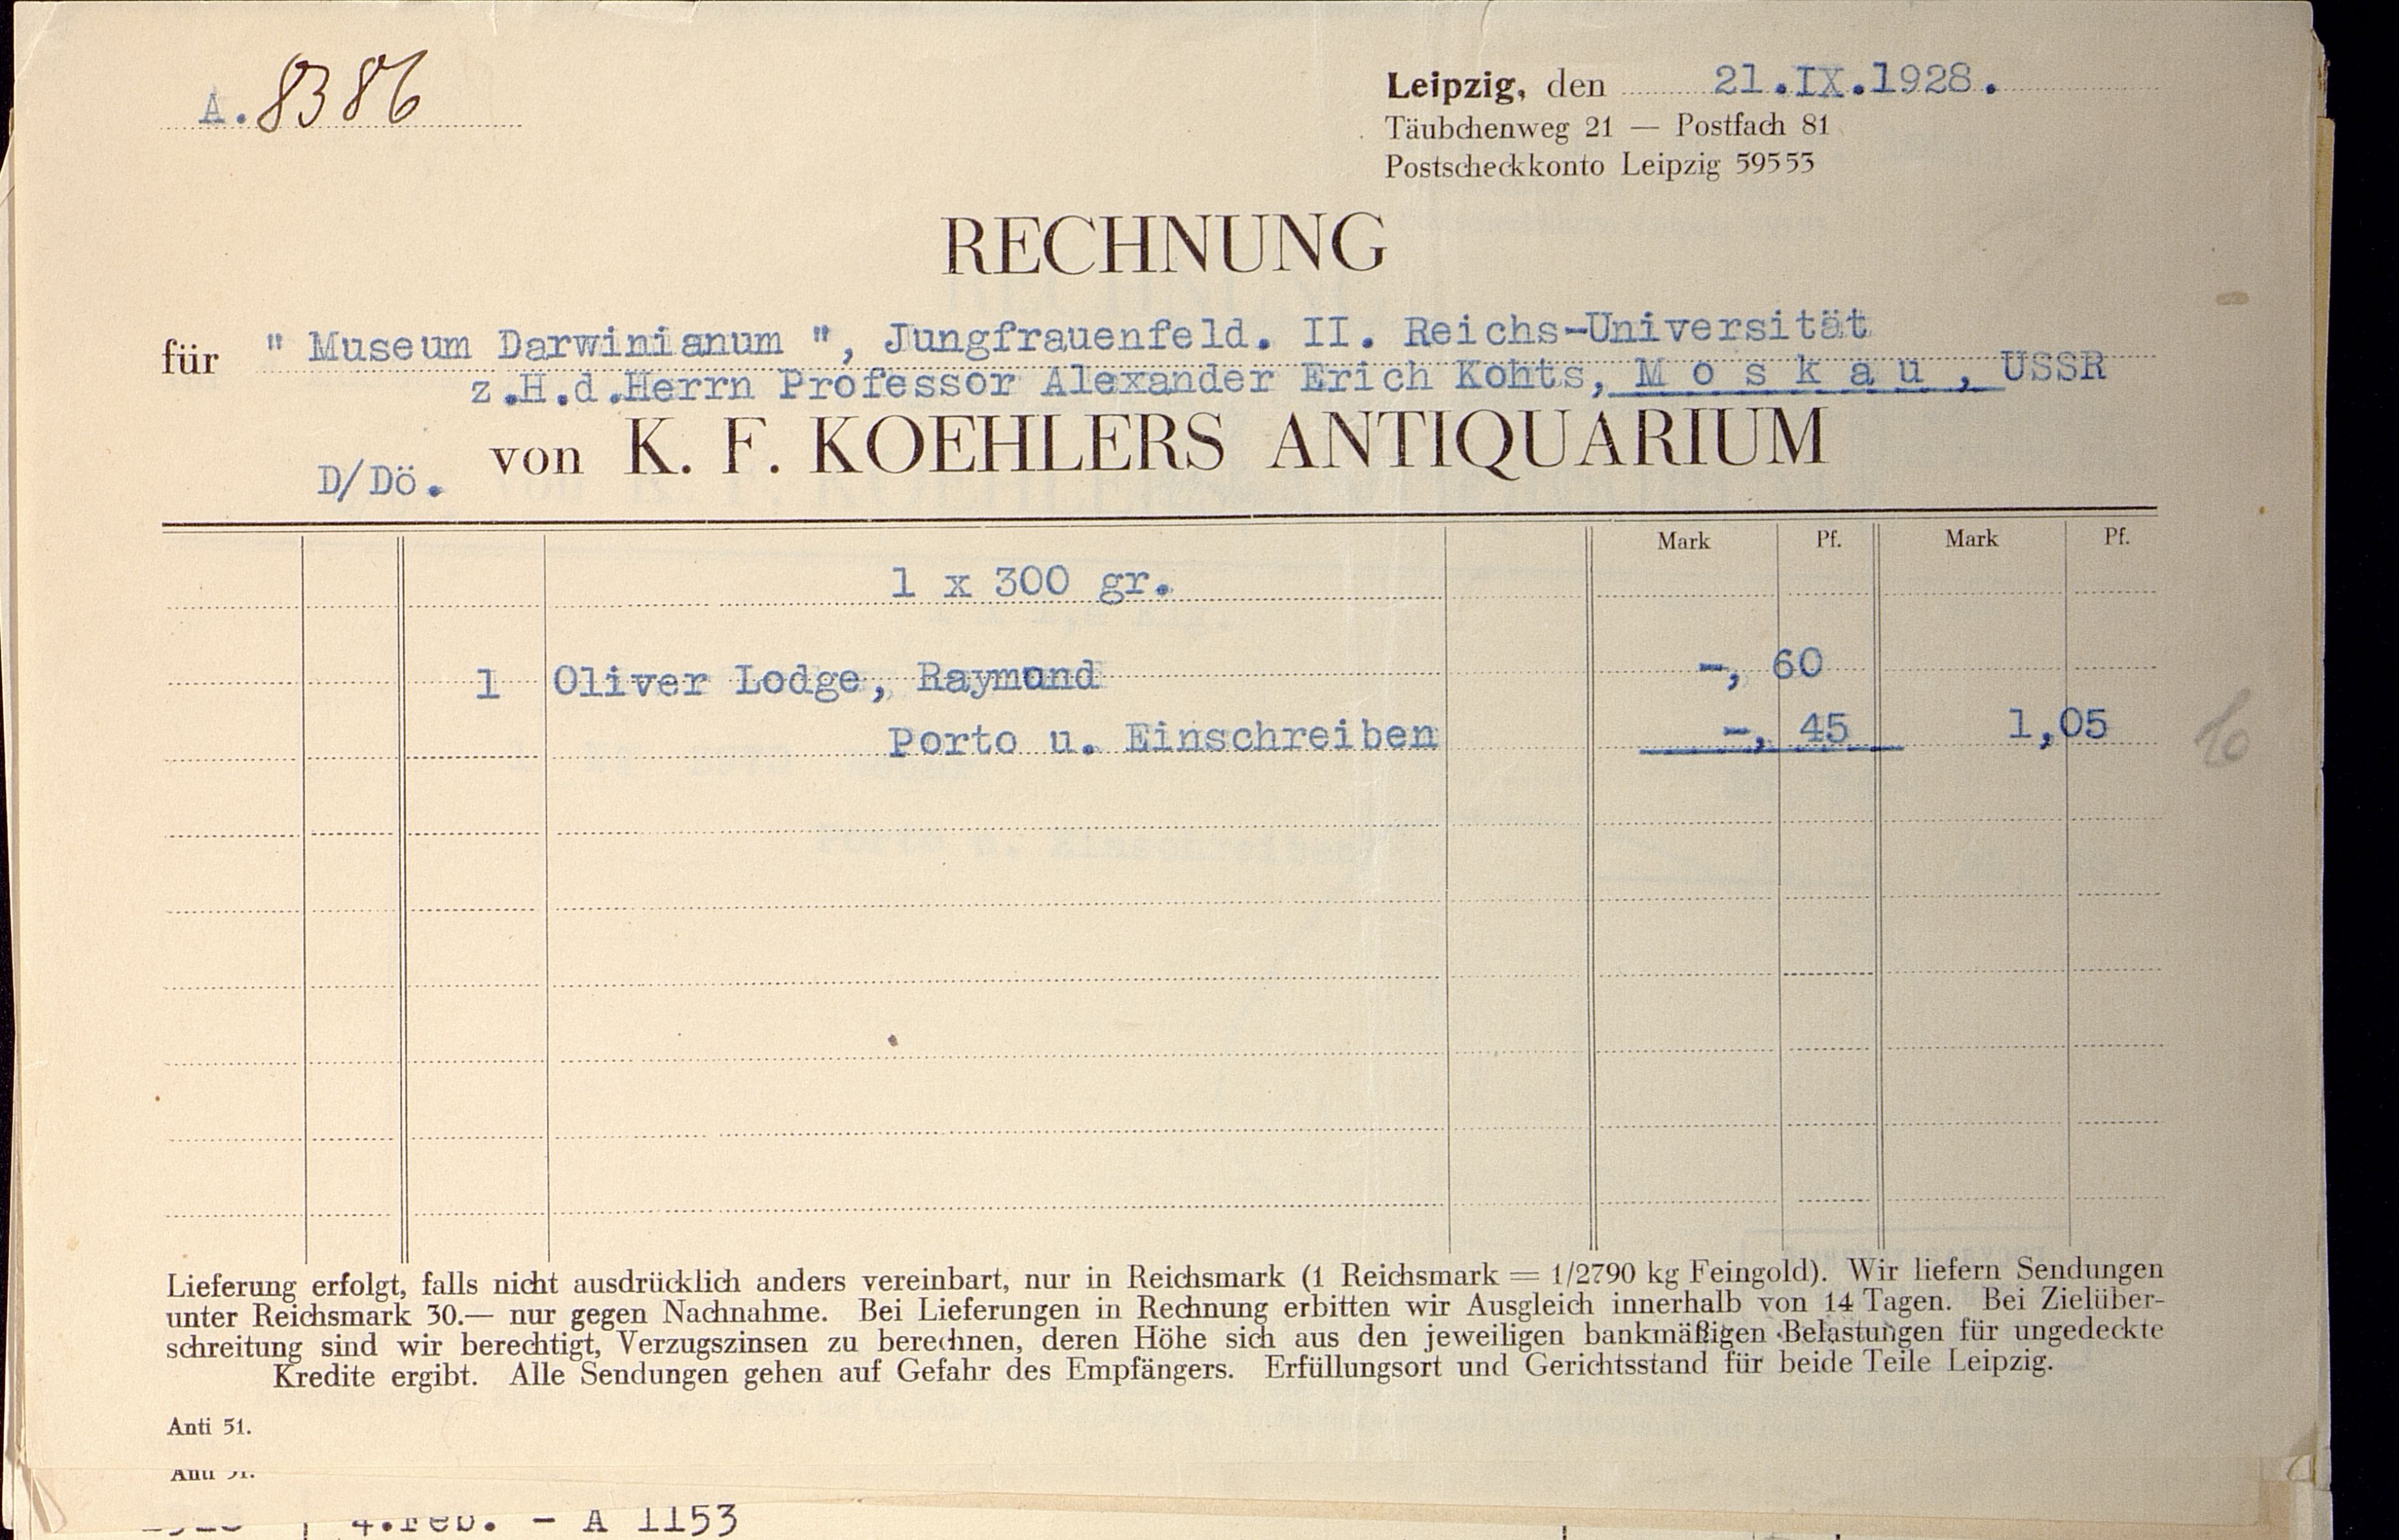 A. 8386
Leipzig, den 21.IX.1928.
Täubchenweg 21 — Postfach 81
Postscheckkonto Leipzig 59553
RECHNUNG
für " Museum Darwinianum ", Jungfrauenfeld. II. Reichs-Universität
z.H.d.Herrn Professor Alexander Erich Kohts, M o s k a u , USSR
von K. F. KOEHLERS ANTIQUARIUM
D/Dö.
Mark Pf. Mark Pf.
1 x 300 gr.
1 Oliver Lodge, Raymond -, 60
Porto u. Einschreiben -, 45 1,05
Lieferung erfolgt, falls nicht ausdrücklich anders vereinbart, nur in Reichsmark (1 Reichsmark = 1/2790 kg Feingold). Wir liefern Sendungen
unter Reichsmark 30.— nur gegen Nachnahme. Bei Lieferungen in Rechnung erbitten wir Ausgleich innerhalb von 14 Tagen. Bei Zielüber-
schreitung sind wir berechtigt, Verzugszinsen zu berechnen, deren Höhe sich aus den jeweiligen bankmäßigen Belastungen für ungedeckte
Kredite ergibt. Alle Sendungen gehen auf Gefahr des Empfängers. Erfüllungsort und Gerichtsstand für beide Teile Leipzig.
Anti 51.
4.Feb. - A 1153